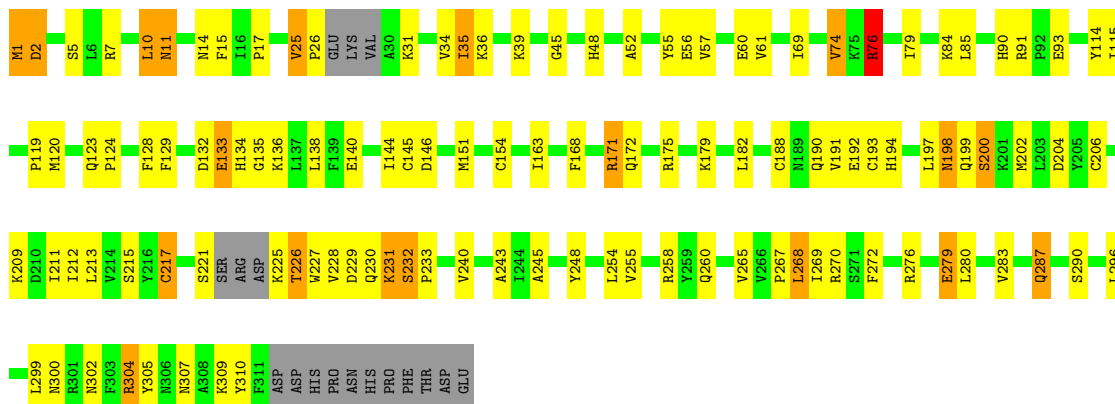 M1 D2 S5 L6 R7 L10 N11 N14 F15 I16 P17 V25 P26 GLU LYS VAL A30 K31 V34 I35 K36 K39 G45 H48 A52 Y55 E56 V57 E60 V61 I69 V74 K75 R76 I79 K84 L85 H90 R91 P92 E93 Y114
P119 M120 Q123 P124 F128 F129 D132 E133 H134 G135 K136 L137 L138 F139 E140 I144 C145 D146 M151 C154 I163 F168 R171 Q172 R175 K179 L182 C188 N189 Q190 V191 E192 C193 H194 L197 N198 Q199 S200 K201 M202 L203 D204 Y205 C206
K209 D210 I211 I212 L213 V214 S215 Y216 C217 S221 SER ARG ASP K225 T226 W227 V228 D229 Q230 K231 S232 P233 V240 A243 I244 A245 Y248 L254 V255 R258 Y259 Q260 V265 V266 P267 L268 I269 R270 S271 F272 R276 E279 L280 V283 Q287 S290
L299 N300 R301 N302 F303 R304 Y305 N306 N307 A308 K309 Y310 F311 ASP ASP HIS PRO ASN HIS PRO PHE THR ASP GLU